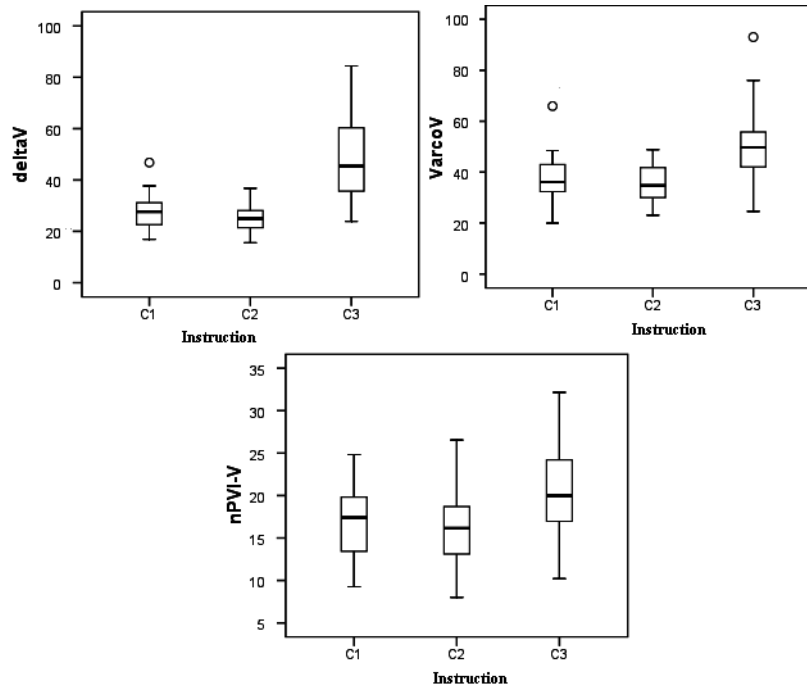 deltaV
100
80
60
40
20
0
C1 C2 C3
Instruction
VarcoV
100
80
60
40
20
0
C1 C2 C3
Instruction
nPVI-V
35
30
25
20
15
10
5
C1 C2 C3
Instruction